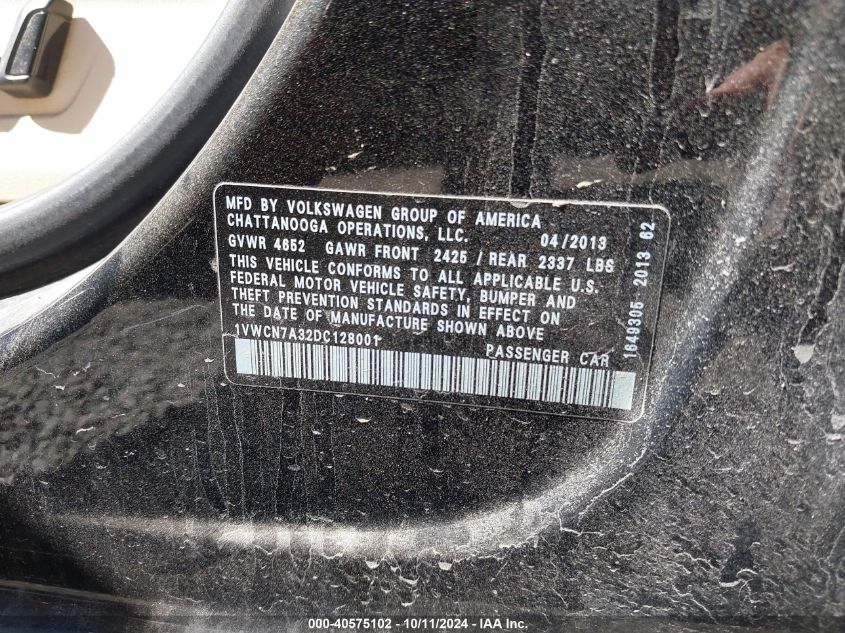 MFD BY VOLKSWAGEN GROUP OF AMERICA
CHATTANOOGA OPERATIONS, LLC. 04/2013
GVWR 4652 GAWR FRONT 2425 / REAR 2337 LBS
THIS VEHICLE CONFORMS TO ALL APPLICABLE U.S.
FEDERAL MOTOR VEHICLE SAFETY, BUMPER AND
THEFT PREVENTION STANDARDS IN EFFECT ON
THE DATE OF MANUFACTURE SHOWN ABOVE
1VWCN7A32DC128001 PASSENGER CAR
1649305 2013 62
000-40575102 - 10/11/2024 - IAA Inc.